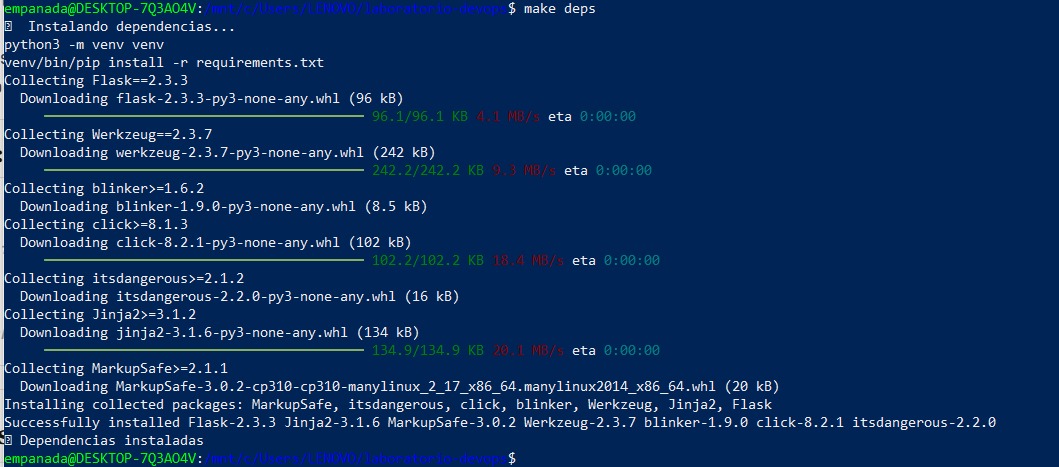 empanada@DESKTOP-7Q3AO4V:/mnt/c/Users/LENOVO/laboratorio-devops$ make deps
Instalando dependencias...
python3 -m venv venv
venv/bin/pip install -r requirements.txt
Collecting Flask==2.3.3
Downloading flask-2.3.3-py3-none-any.whl (96 kB)
96.1/96.1 KB 4.1 MB/s eta 0:00:00
Collecting Werkzeug==2.3.7
Downloading werkzeug-2.3.7-py3-none-any.whl (242 kB)
242.2/242.2 KB 9.3 MB/s eta 0:00:00
Collecting blinker>=1.6.2
Downloading blinker-1.9.0-py3-none-any.whl (8.5 kB)
Collecting click>=8.1.3
Downloading click-8.2.1-py3-none-any.whl (102 kB)
102.2/102.2 KB 18.4 MB/s eta 0:00:00
Collecting itsdangerous>=2.1.2
Downloading itsdangerous-2.2.0-py3-none-any.whl (16 kB)
Collecting Jinja2>=3.1.2
Downloading jinja2-3.1.6-py3-none-any.whl (134 kB)
134.9/134.9 KB 20.1 MB/s eta 0:00:00
Collecting MarkupSafe>=2.1.1
Downloading MarkupSafe-3.0.2-cp310-cp310-manylinux_2_17_x86_64.manylinux2014_x86_64.whl (20 kB)
Installing collected packages: MarkupSafe, itsdangerous, click, blinker, Werkzeug, Jinja2, Flask
Successfully installed Flask-2.3.3 Jinja2-3.1.6 MarkupSafe-3.0.2 Werkzeug-2.3.7 blinker-1.9.0 click-8.2.1 itsdangerous-2.2.0
Dependencias instaladas
empanada@DESKTOP-7Q3AO4V:/mnt/c/Users/LENOVO/laboratorio-devops$